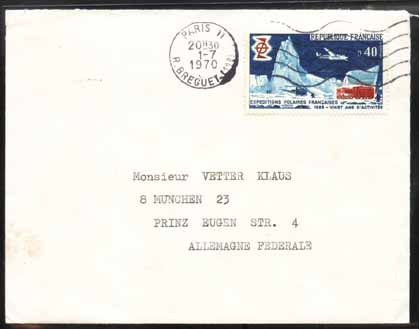 PARIS 11
20H30
1-7
1970
R. BREGUET
REPUBLIQUE FRANÇAISE
0,40
EXPEDITIONS POLAIRES FRANÇAISES
1968 - VINGT ANS D'ACTIVITÉS
Monsieur VETTER KLAUS
8 MUNCHEN 23
PRINZ EUGEN STR. 4
ALLEMAGNE FEDERALE